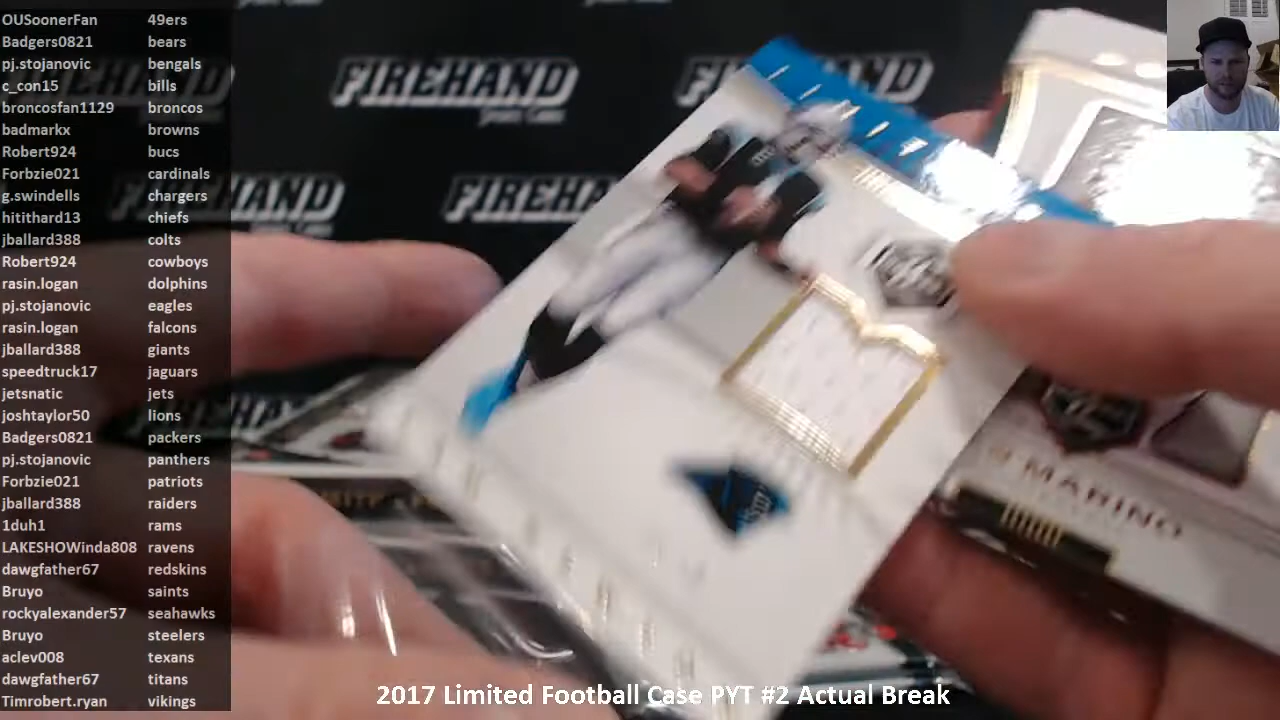 OUSoonerFan 49ers
Badgers0821 bears
pj.stojanovic bengals
c_con15 bills
broncosfan1129 broncos
badmarkx browns
Robert924 bucs
Forbzie021 cardinals
g.swindells chargers
hitithard13 chiefs
jballard388 colts
Robert924 cowboys
rasin.logan dolphins
pj.stojanovic eagles
rasin.logan falcons
jballard388 giants
speedtruck17 jaguars
jetsnatic jets
joshtaylor50 lions
Badgers0821 packers
pj.stojanovic panthers
Forbzie021 patriots
jballard388 raiders
1duh1 rams
LAKESHOWinda808 ravens
dawgfather67 redskins
Bruyo saints
rockyalexander57 seahawks
Bruyo steelers
aclev008 texans
dawgfather67 titans
Timrobert.ryan vikings
FIREHAND
FIREHAND
FIREHAND
FIREHAND
MARINO
2017 Limited Football Case PYT #2 Actual Break